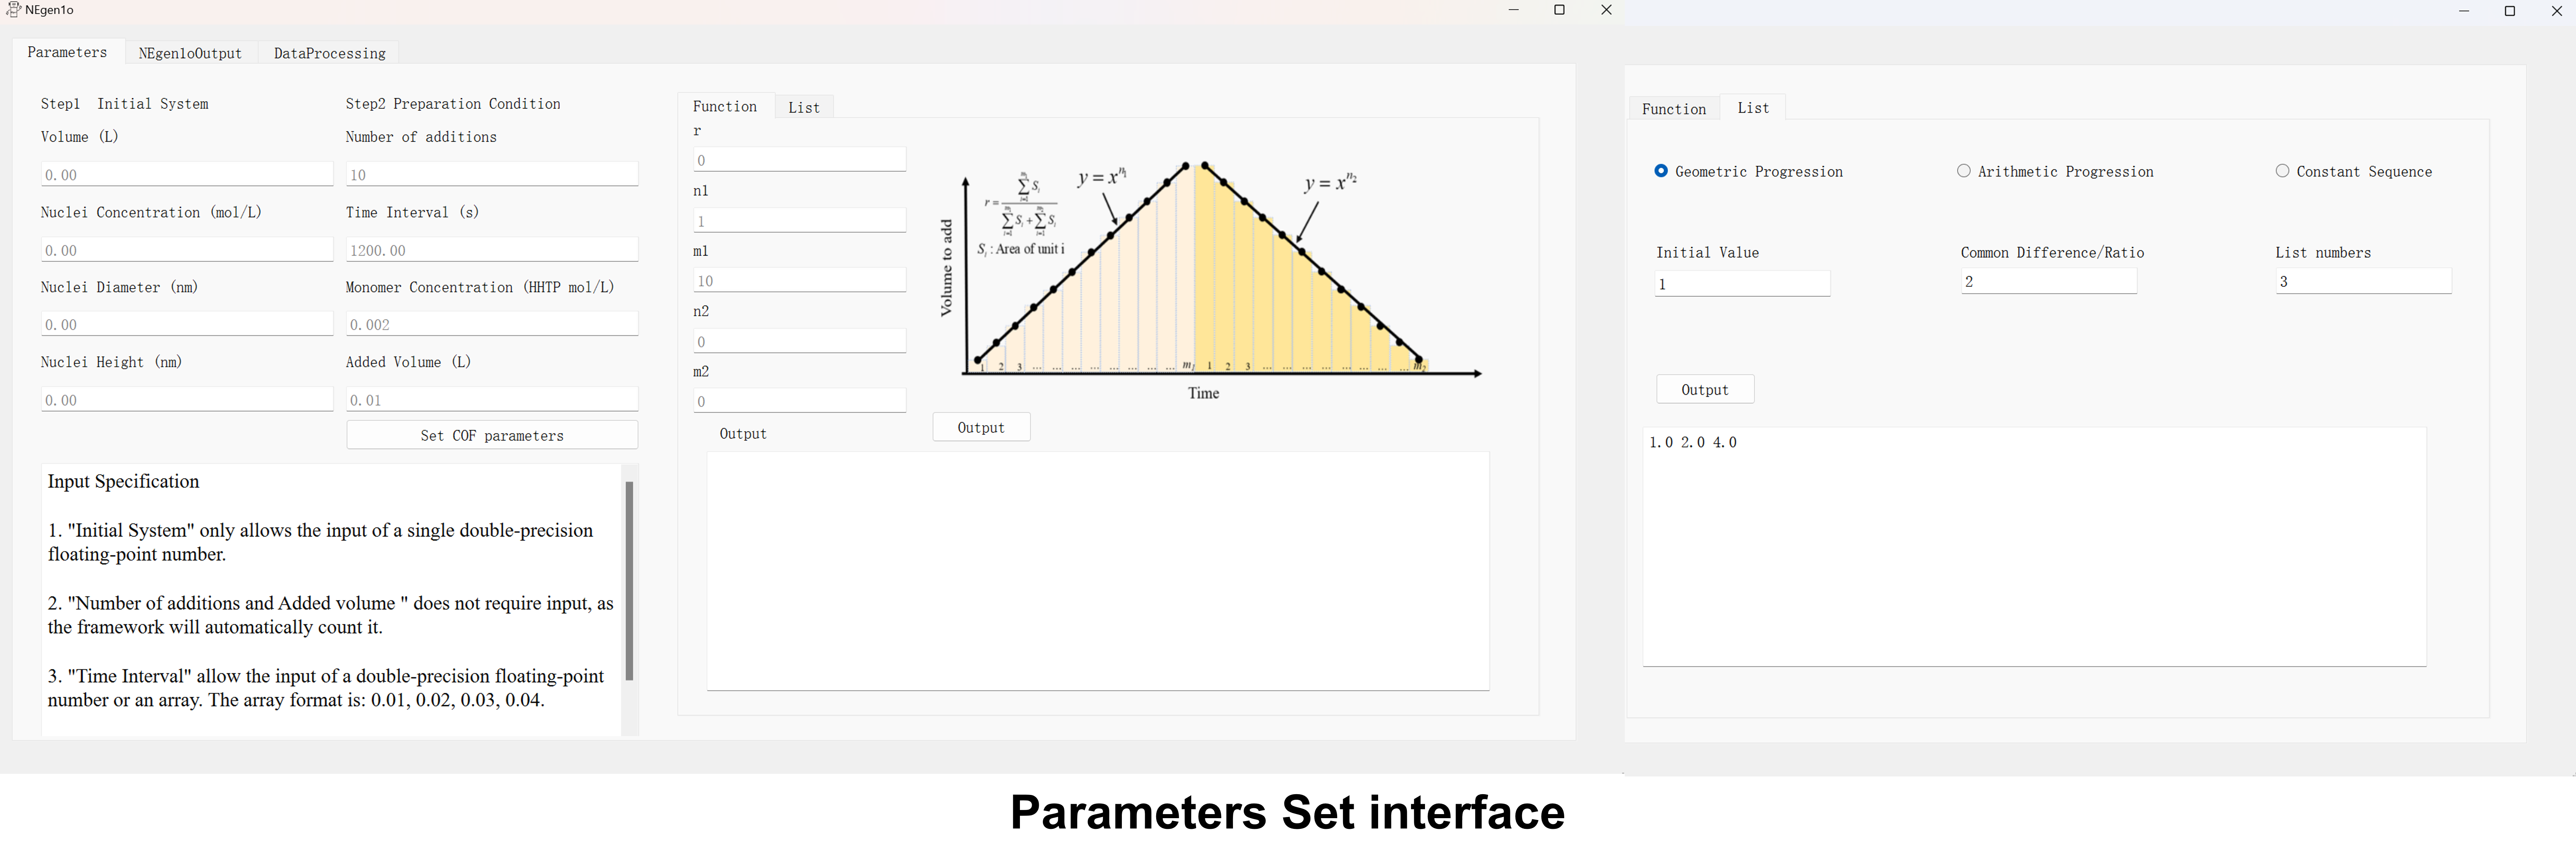 NEgen1o
Parameters
NEgen1oOutput
DataProcessing
Step1  Initial System
Volume (L)
0.00
Nuclei Concentration (mol/L)
0.00
Nuclei Diameter (nm)
0.00
Nuclei Height (nm)
0.00
Step2 Preparation Condition
Number of additions
10
Time Interval (s)
1200.00
Monomer Concentration (HHTP mol/L)
0.002
Added Volume (L)
0.01
Set COF parameters
Input Specification
1. "Initial System" only allows the input of a single double-precision
floating-point number.
2. "Number of additions and Added volume " does not require input, as
the framework will automatically count it.
3. "Time Interval" allow the input of a double-precision floating-point
number or an array. The array format is: 0.01, 0.02, 0.03, 0.04.
Function
List
r
0
n1
1
m1
10
n2
0
m2
0
Output
Volume to add
r = \frac{\sum_{i=1}^{m_1} S_i}{\sum_{i=1}^{m_1} S_i + \sum_{i=1}^{m_2} S_i}
S_i : Area of unit i
y = x^{n_1}
y = x^{n_2}
1 2 3 ... ... ... ... ... ... ... ... m_1 1 2 3 ... ... ... ... ... ... ... ... m_2
Time
Output
Function
List
Geometric Progression
Arithmetic Progression
Constant Sequence
Initial Value
Common Difference/Ratio
List numbers
1
2
3
Output
1.0 2.0 4.0
Parameters Set interface